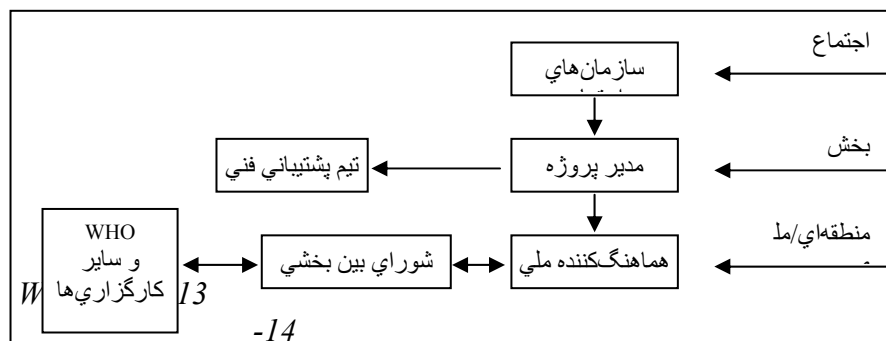 اجتماع
سازمان‌هاي
بخش
مدير پروژه
تيم پشتيباني فني
منطقه‌اي/مل
هماهنگ‌كننده ملي
شوراي بين بخشي
WHO
و ساير
كارگزاري‌ها
W 13
-14